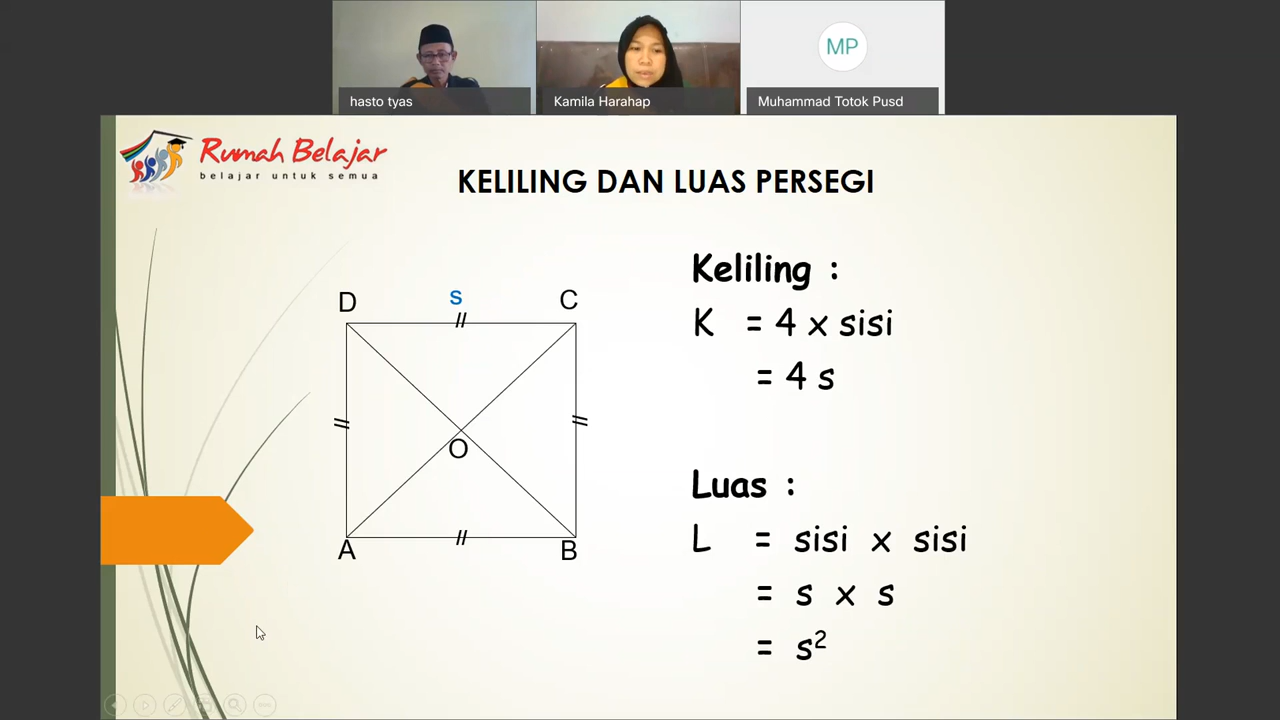 MP
hasto tyas
Kamila Harahap
Muhammad Totok Pusd
Rumah Belajar
belajar untuk semua
KELILING DAN LUAS PERSEGI
Keliling :
K = 4 x sisi
= 4 s
Luas :
L = sisi x sisi
= s x s
= s²
D
s
C
O
A
B